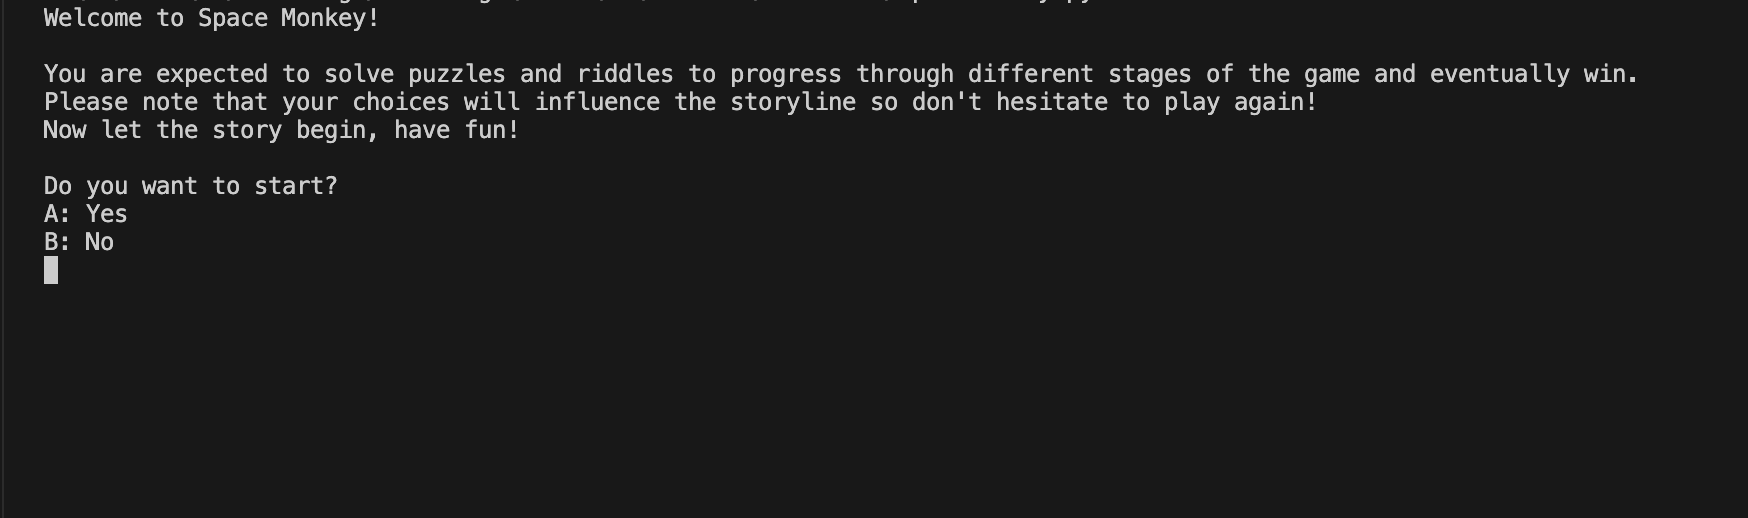 Welcome to Space Monkey!
You are expected to solve puzzles and riddles to progress through different stages of the game and eventually win.
Please note that your choices will influence the storyline so don't hesitate to play again!
Now let the story begin, have fun!
Do you want to start?
A: Yes
B: No